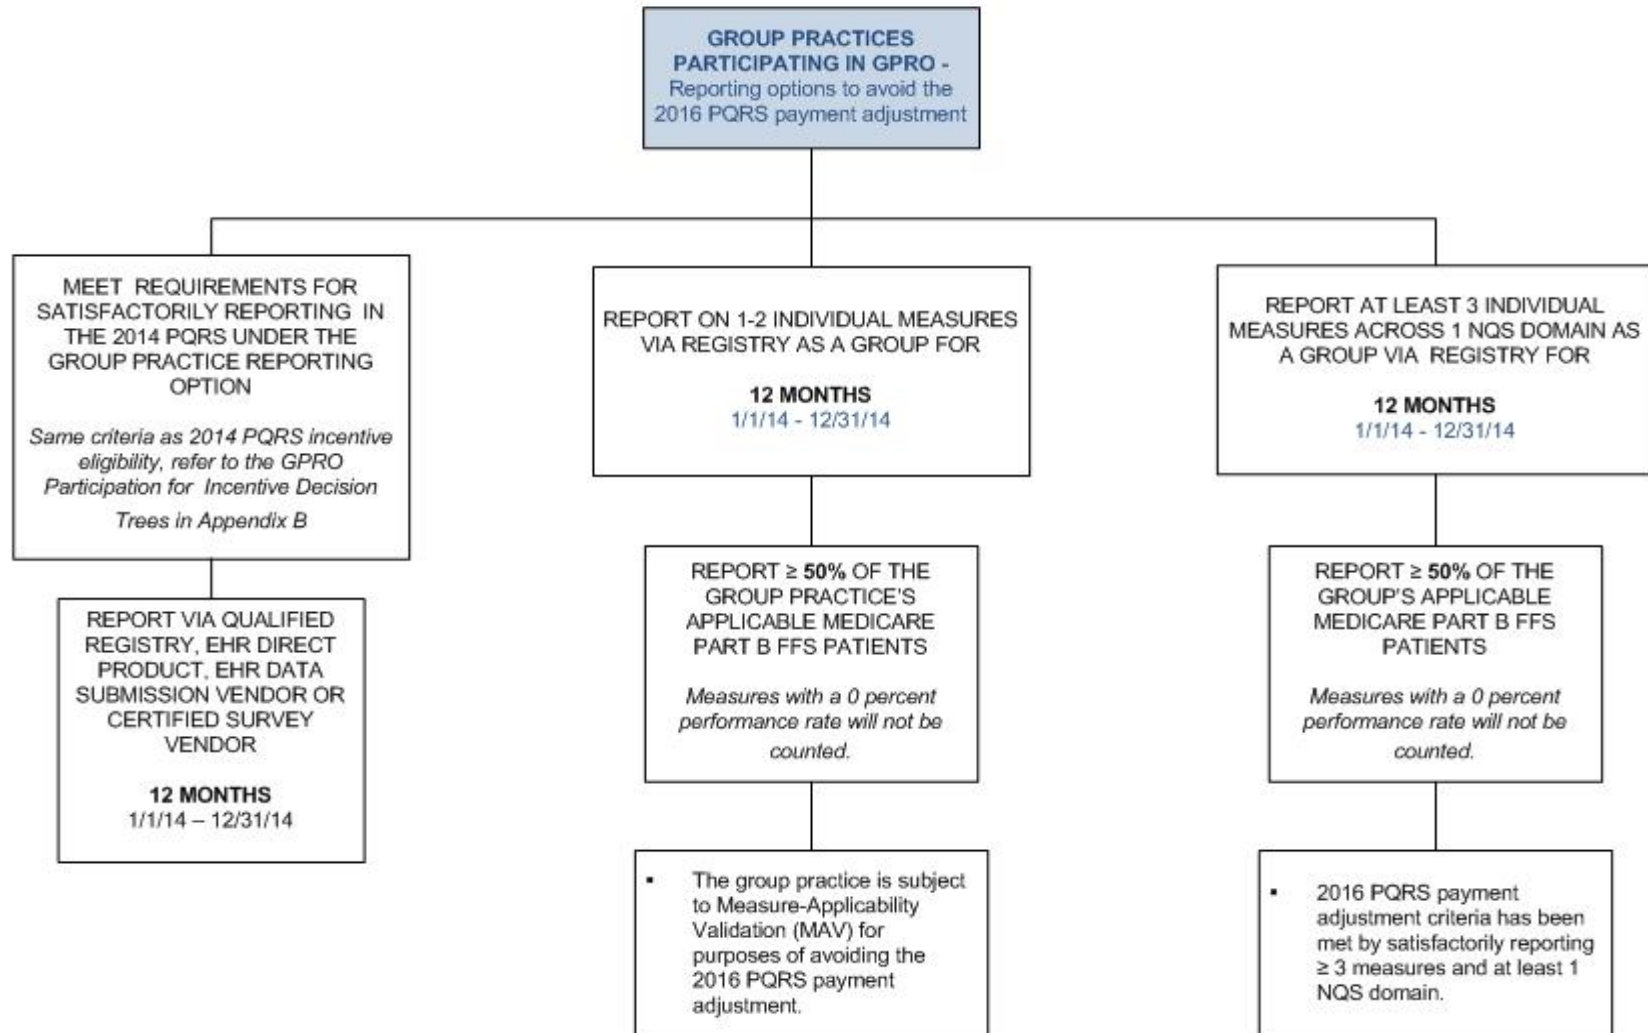 GROUP PRACTICES
PARTICIPATING IN GPRO -
Reporting options to avoid the
2016 PQRS payment adjustment
MEET REQUIREMENTS FOR
SATISFACTORILY REPORTING IN
THE 2014 PQRS UNDER THE
GROUP PRACTICE REPORTING
OPTION
Same criteria as 2014 PQRS incentive
eligibility, refer to the GPRO
Participation for Incentive Decision
Trees in Appendix B
REPORT VIA QUALIFIED
REGISTRY, EHR DIRECT
PRODUCT, EHR DATA
SUBMISSION VENDOR OR
CERTIFIED SURVEY
VENDOR
12 MONTHS
1/1/14 – 12/31/14
REPORT ON 1-2 INDIVIDUAL MEASURES
VIA REGISTRY AS A GROUP FOR
12 MONTHS
1/1/14 - 12/31/14
REPORT ≥ 50% OF THE
GROUP PRACTICE'S
APPLICABLE MEDICARE
PART B FFS PATIENTS
Measures with a 0 percent
performance rate will not be
counted.
▪ The group practice is subject
to Measure-Applicability
Validation (MAV) for
purposes of avoiding the
2016 PQRS payment
adjustment.
REPORT AT LEAST 3 INDIVIDUAL
MEASURES ACROSS 1 NQS DOMAIN AS
A GROUP VIA REGISTRY FOR
12 MONTHS
1/1/14 - 12/31/14
REPORT ≥ 50% OF THE
GROUP'S APPLICABLE
MEDICARE PART B FFS
PATIENTS
Measures with a 0 percent
performance rate will not be
counted.
▪ 2016 PQRS payment
adjustment criteria has been
met by satisfactorily reporting
≥ 3 measures and at least 1
NQS domain.